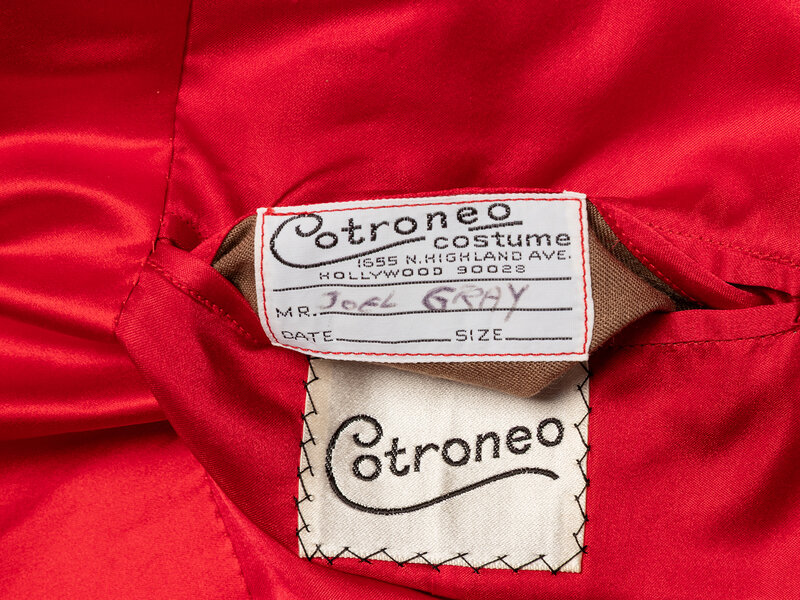 Cotroneo
costume
1655 N. HIGHLAND AVE.
HOLLYWOOD 90028
MR. JOEL GRAY
DATE SIZE
Cotroneo